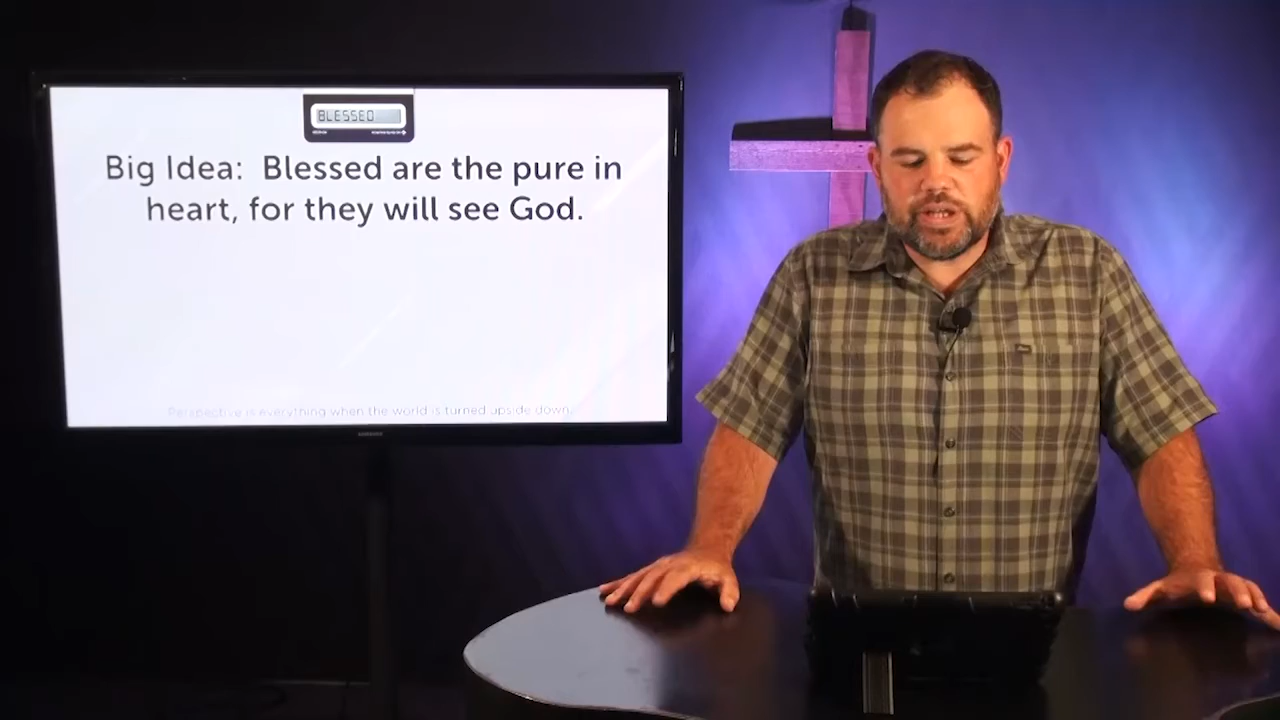 BLESSED
Big Idea: Blessed are the pure in
heart, for they will see God.
Perspective is everything when the world is turned upside down.
SAMSUNG